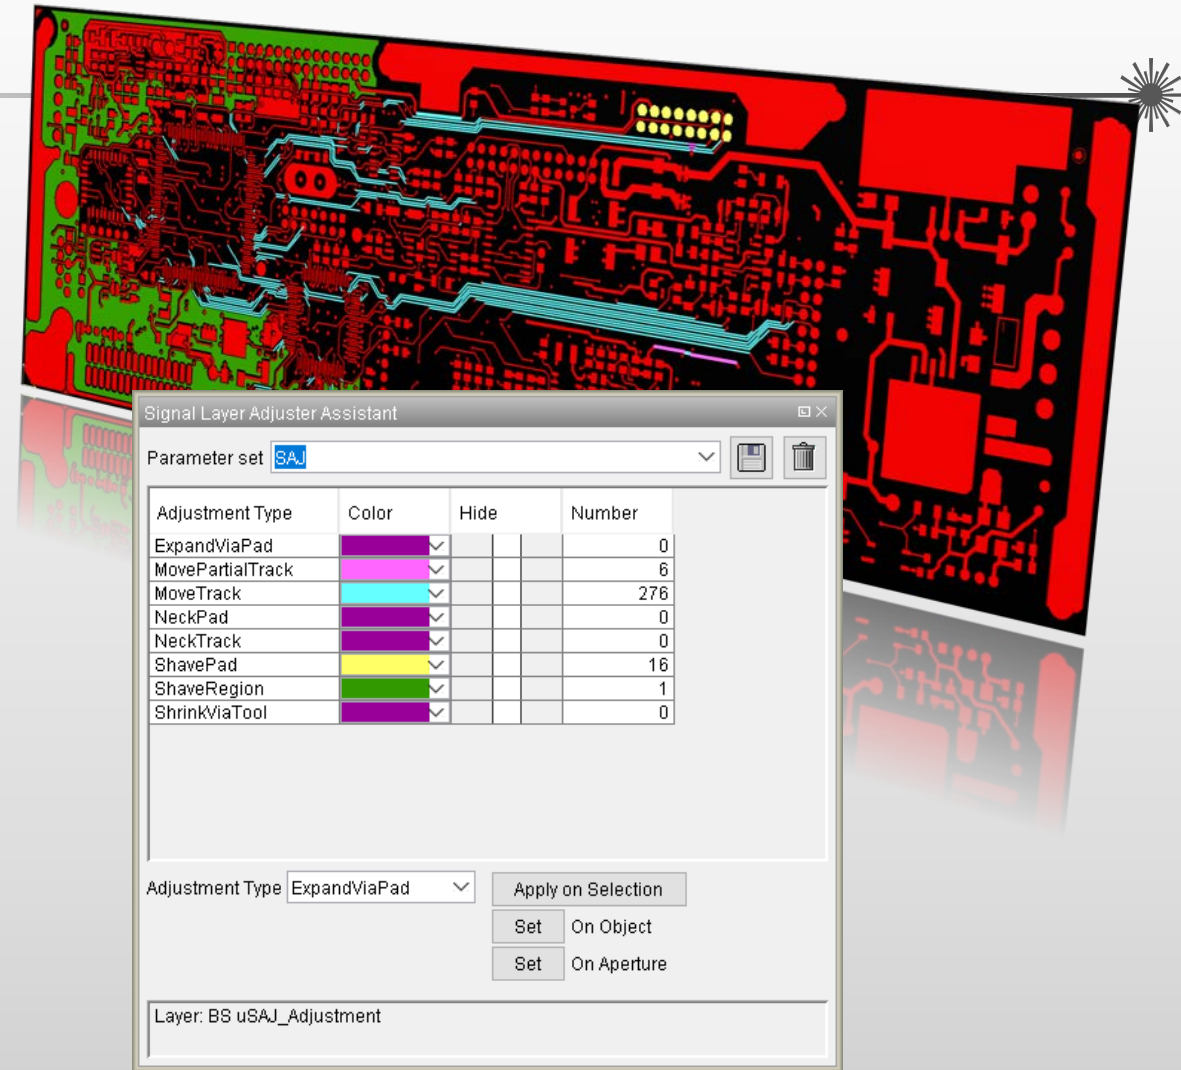 Signal Layer Adjuster Assistant
Parameter set SAJ
Adjustment Type Color Hide Number
ExpandViaPad 0
MovePartialTrack 6
MoveTrack 276
NeckPad 0
NeckTrack 0
ShavePad 16
ShaveRegion 1
ShrinkViaTool 0
Adjustment Type ExpandViaPad Apply on Selection
Set On Object
Set On Aperture
Layer: BS uSAJ_Adjustment